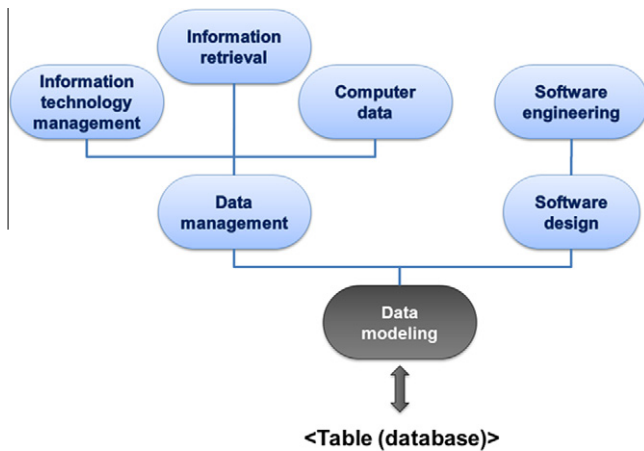 Information
retrieval
Information
technology
management
Computer
data
Software
engineering
Data
management
Software
design
Data
modeling
<Table (database)>